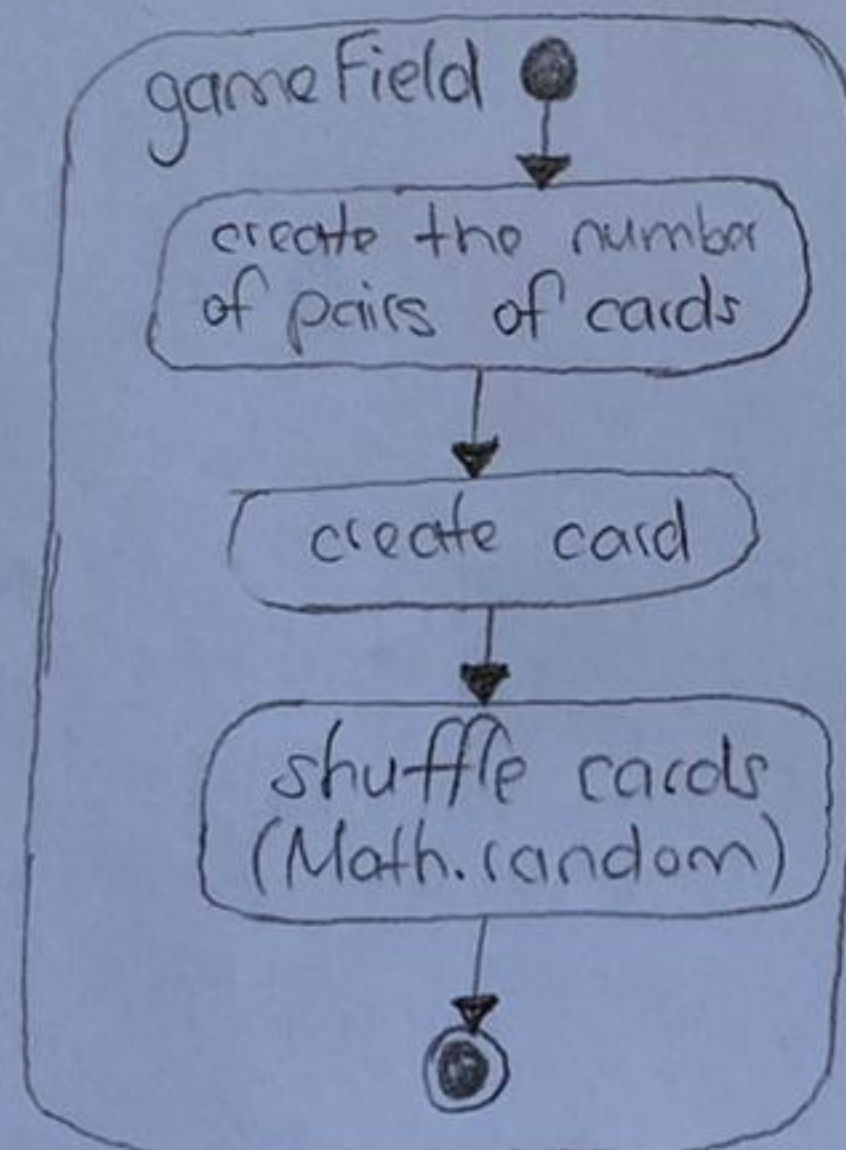 gameField
create the number
of pairs of cards
create card
shuffle cards
(Math.random)